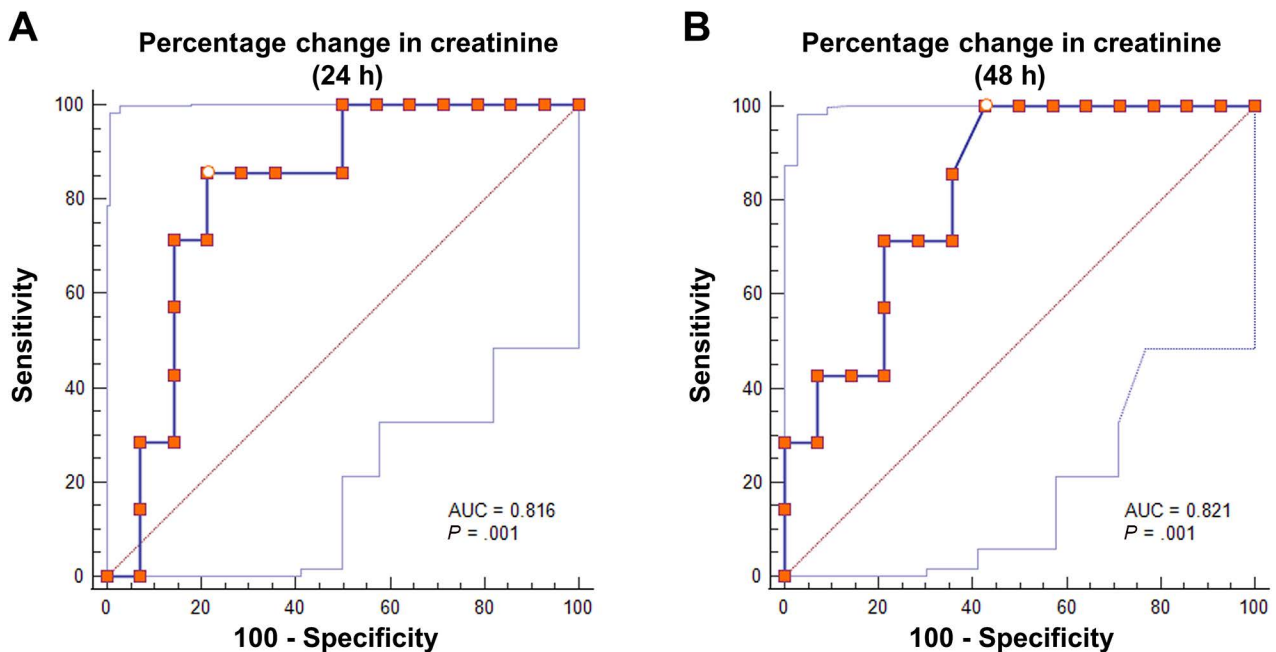 A
Percentage change in creatinine
(24 h)
100
80
60
40
20
0
Sensitivity
AUC = 0.816
P = .001
0 20 40 60 80 100
100 - Specificity
B
Percentage change in creatinine
(48 h)
100
80
60
40
20
0
Sensitivity
AUC = 0.821
P = .001
0 20 40 60 80 100
100 - Specificity